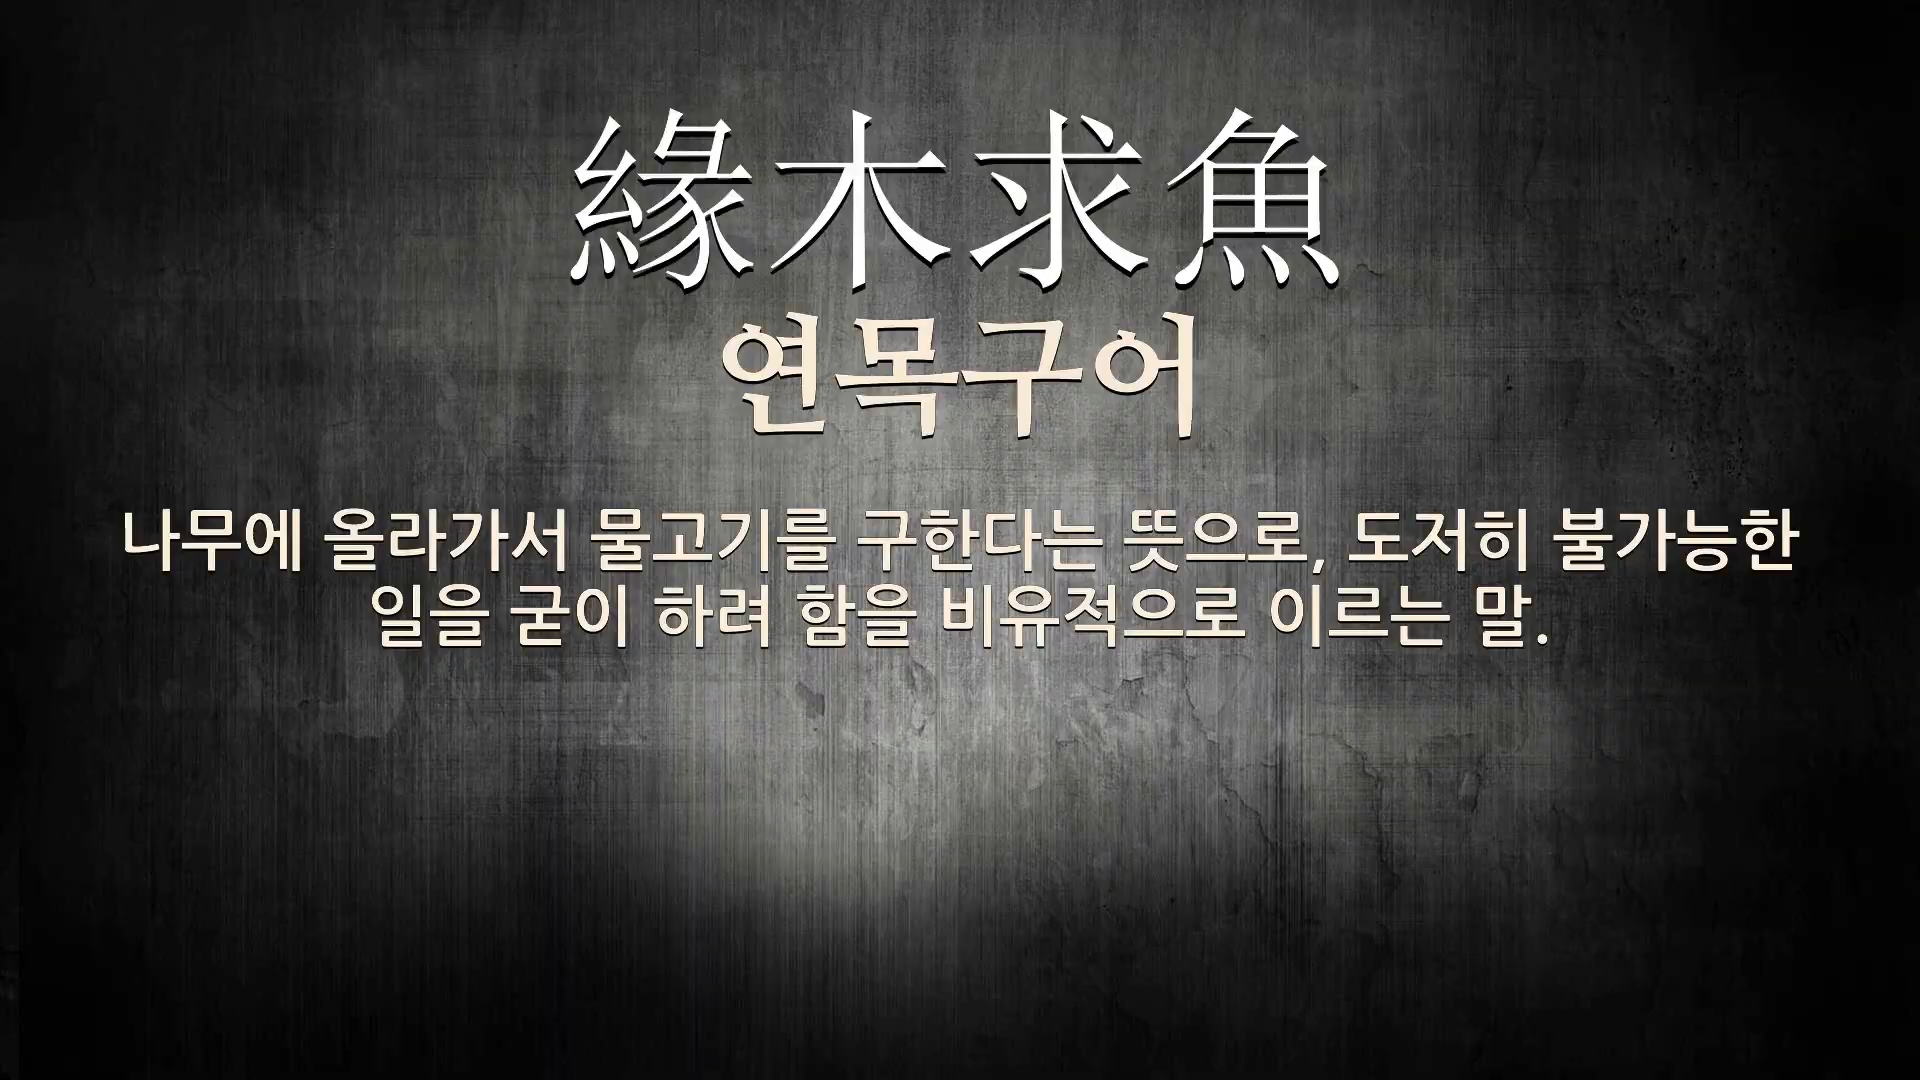 緣木求魚
연목구어
나무에 올라가서 물고기를 구한다는 뜻으로, 도저히 불가능한
일을 굳이 하려 함을 비유적으로 이르는 말.